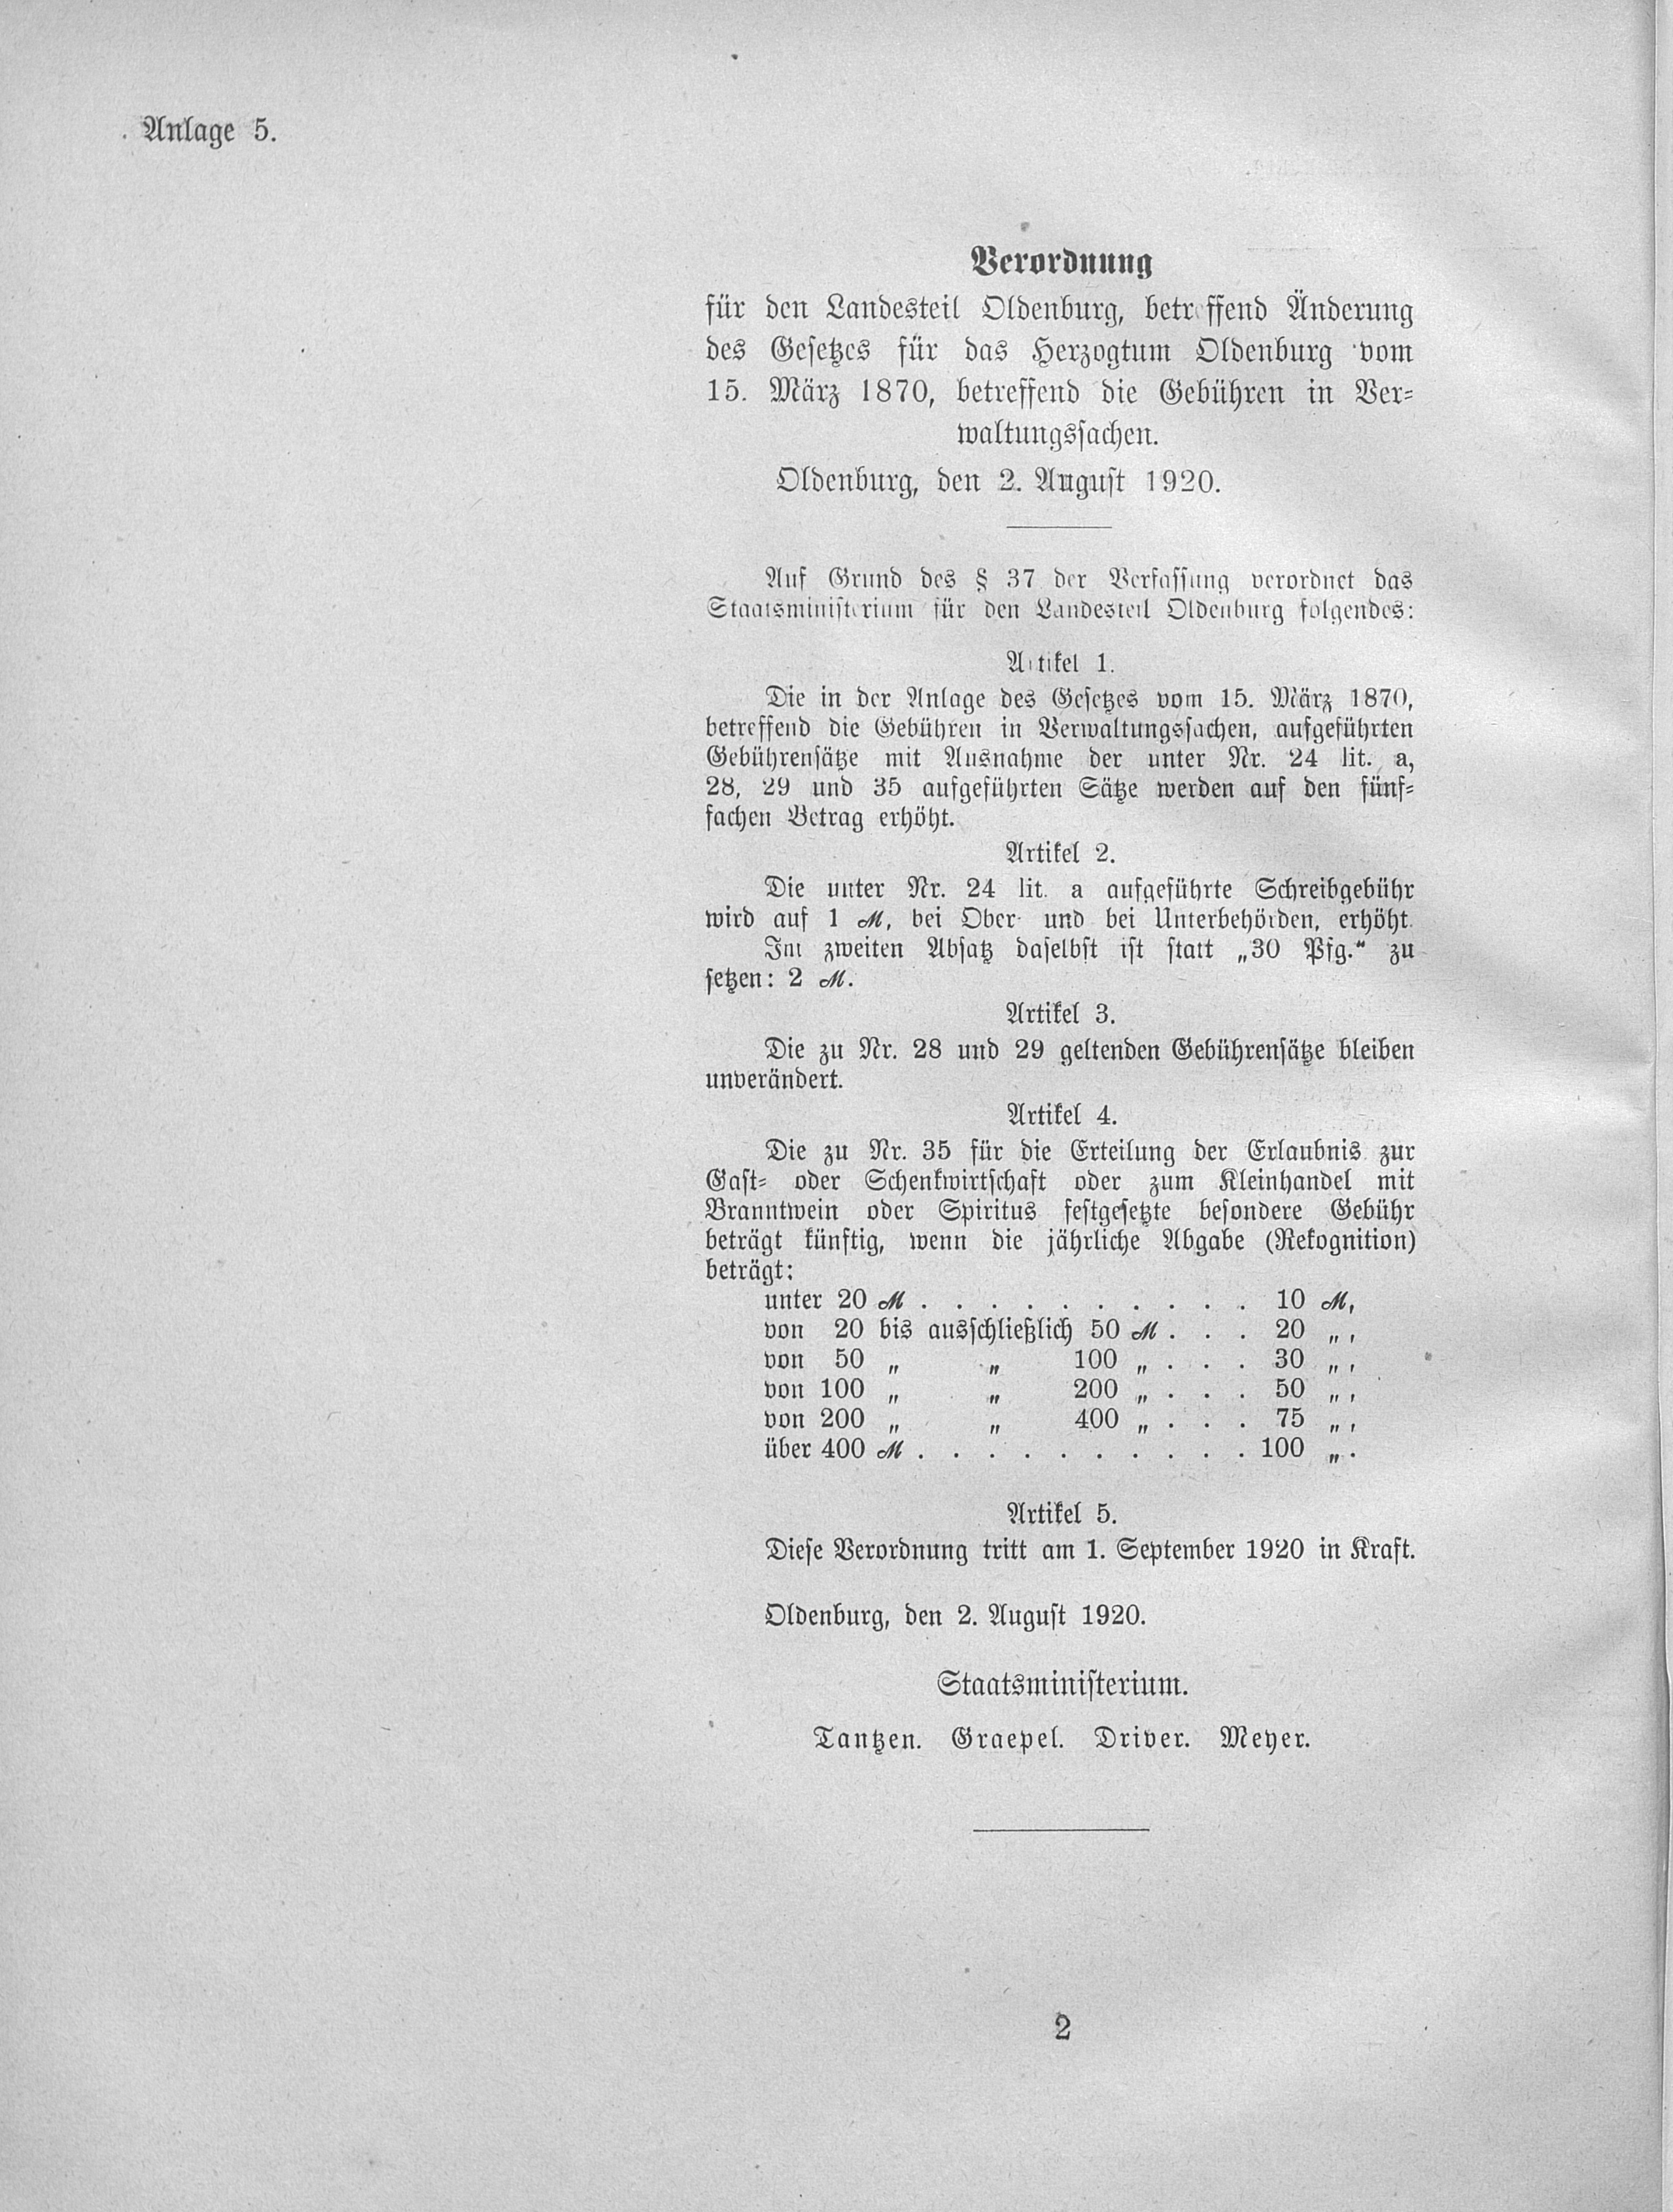 Anlage 5.
Verordnung
für den Landesteil Oldenburg, betreffend Änderung
des Gesetzes für das Herzogtum Oldenburg vom
15. März 1870, betreffend die Gebühren in Ver-
waltungssachen.
Oldenburg, den 2. August 1920.
Auf Grund des § 37 der Verfassung verordnet das
Staatsministerium für den Landesteil Oldenburg folgendes:
Artikel 1.
Die in der Anlage des Gesetzes vom 15. März 1870,
betreffend die Gebühren in Verwaltungssachen, aufgeführten
Gebührensätze mit Ausnahme der unter Nr. 24 lit. a,
28, 29 und 35 aufgeführten Sätze werden auf den fünf-
fachen Betrag erhöht.
Artikel 2.
Die unter Nr. 24 lit. a aufgeführte Schreibgebühr
wird auf 1 ℳ, bei Ober- und bei Unterbehörden, erhöht.
Im zweiten Absatz daselbst ist statt „30 Pfg.“ zu
setzen: 2 ℳ.
Artikel 3.
Die zu Nr. 28 und 29 geltenden Gebührensätze bleiben
unverändert.
Artikel 4.
Die zu Nr. 35 für die Erteilung der Erlaubnis zur
Gast- oder Schenkwirtschaft oder zum Kleinhandel mit
Branntwein oder Spiritus festgesetzte besondere Gebühr
beträgt künftig, wenn die jährliche Abgabe (Rekognition)
beträgt:
unter 20 ℳ . . . . . . . . . . 10 ℳ,
von 20 bis ausschließlich 50 ℳ . . . 20 „ ,
von 50 „ „ 100 „ . . . 30 „ ,
von 100 „ „ 200 „ . . . 50 „ ,
von 200 „ „ 400 „ . . . 75 „ ,
über 400 ℳ . . . . . . . . . . 100 „ .
Artikel 5.
Diese Verordnung tritt am 1. September 1920 in Kraft.
Oldenburg, den 2. August 1920.
Staatsministerium.
Tantzen. Graepel. Driver. Meyer.
2